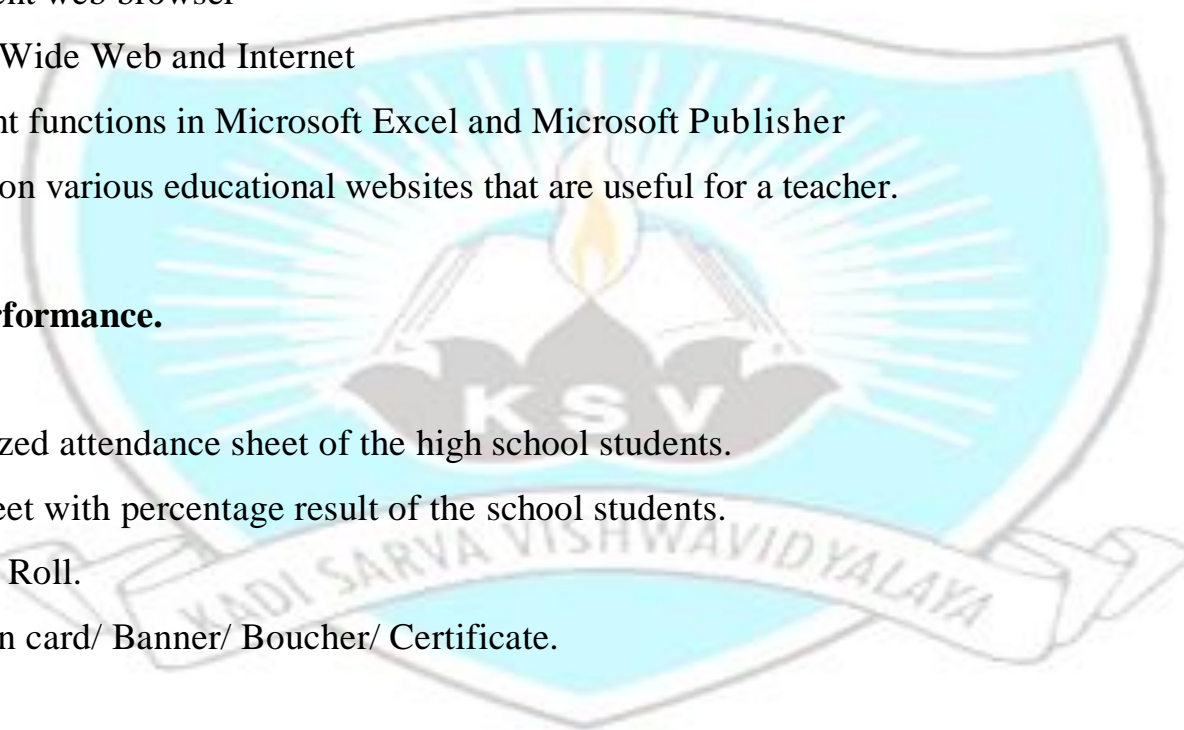 ent web browser
Wide Web and Internet
nt functions in Microsoft Excel and Microsoft Publisher
on various educational websites that are useful for a teacher.
rformance.
zed attendance sheet of the high school students.
eet with percentage result of the school students.
Roll.
n card/ Banner/ Boucher/ Certificate.
KSV
KADI SARVA VISHWAVIDYALAYA